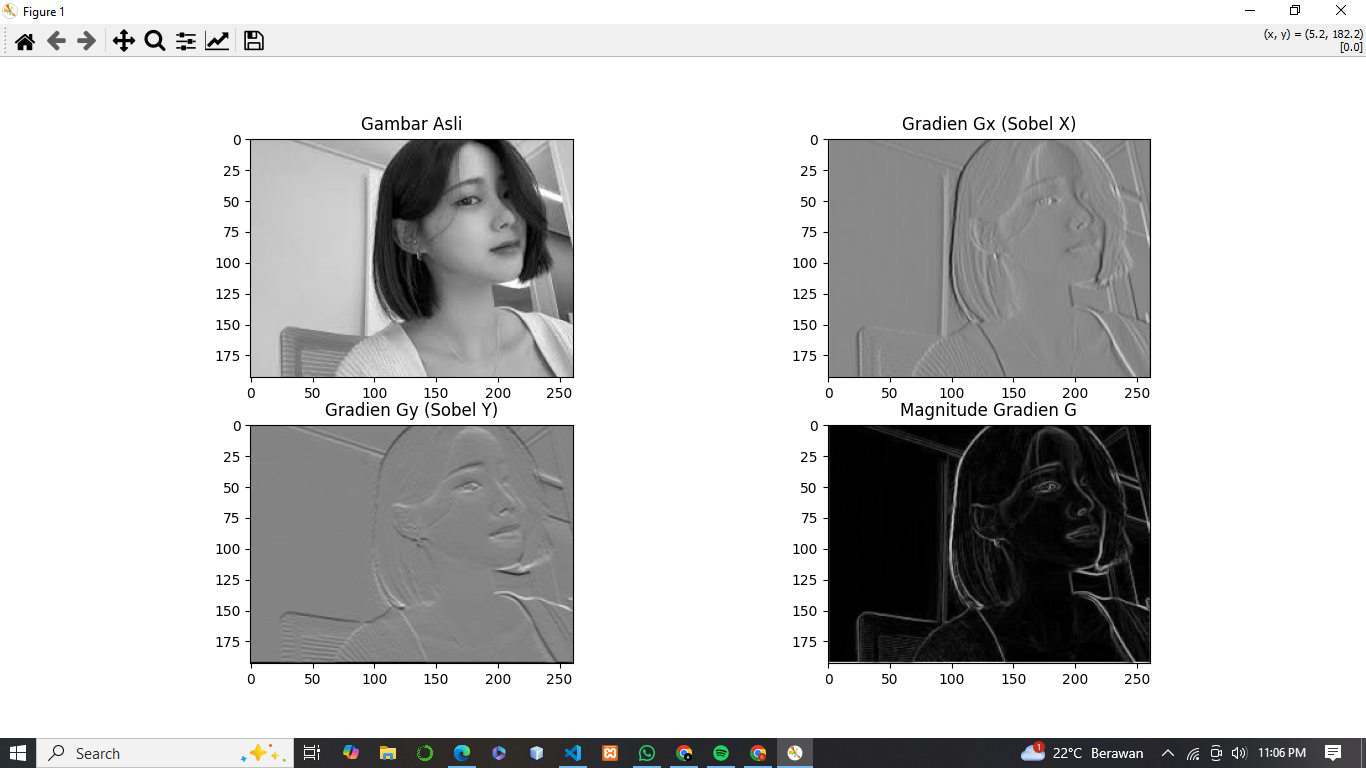 Figure 1
(x, y) = (5.2, 182.2)
[0.0]
Gambar Asli
0
25
50
75
100
125
150
175
0 50 100 150 200 250
Gradien Gx (Sobel X)
0
25
50
75
100
125
150
175
0 50 100 150 200 250
Gradien Gy (Sobel Y)
0
25
50
75
100
125
150
175
0 50 100 150 200 250
Magnitude Gradien G
0
25
50
75
100
125
150
175
0 50 100 150 200 250
Search
1
22°C Berawan
11:06 PM